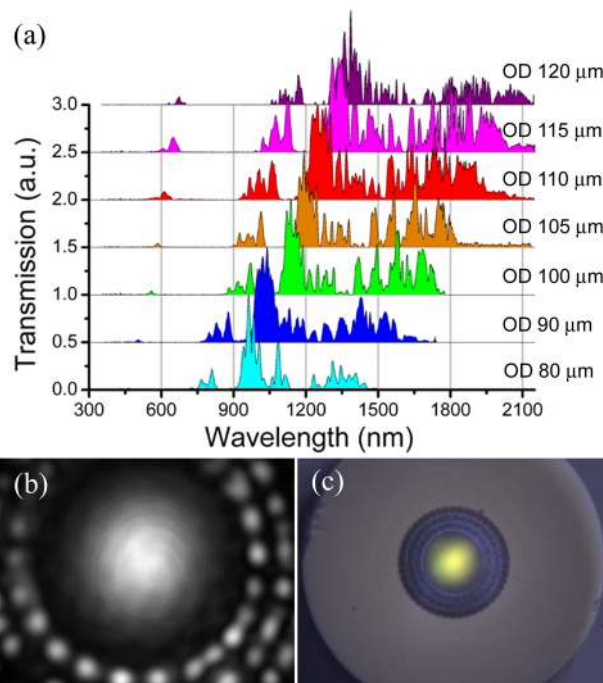 (a)
OD 120 µm
3.0
OD 115 µm
2.5
OD 110 µm
2.0
OD 105 µm
1.5
OD 100 µm
1.0
OD 90 µm
0.5
OD 80 µm
0.0
Transmission (a.u.)
300 600 900 1200 1500 1800 2100
Wavelength (nm)
(b) (c)